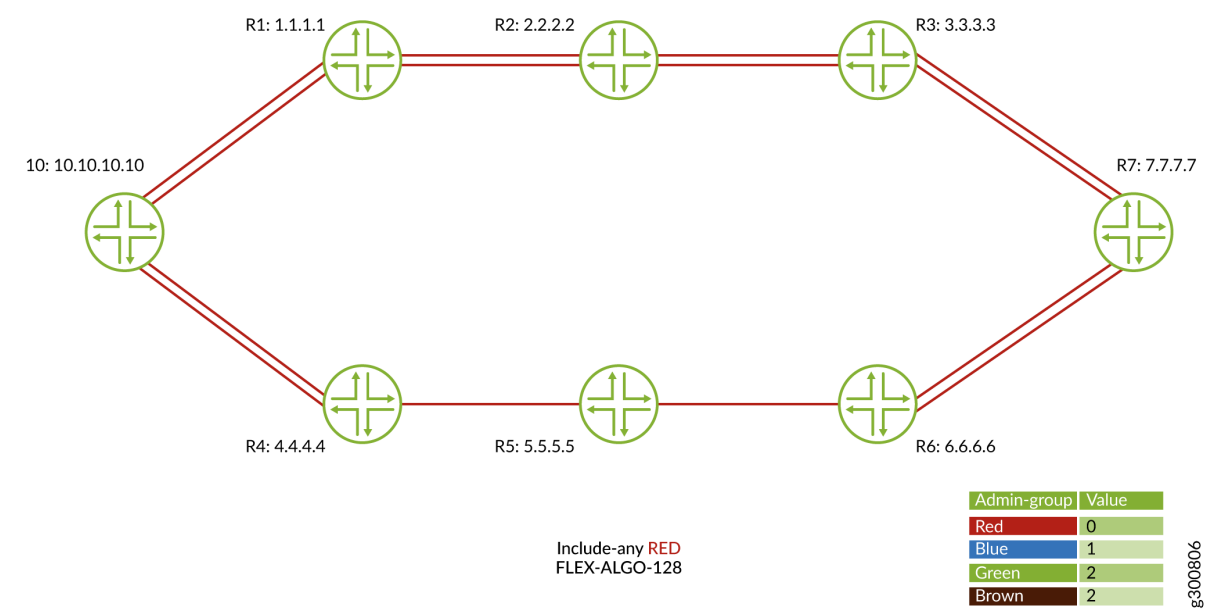 R1: 1.1.1.1
R2: 2.2.2.2
R3: 3.3.3.3
10: 10.10.10.10
R7: 7.7.7.7
R4: 4.4.4.4
R5: 5.5.5.5
R6: 6.6.6.6
Include-any RED
FLEX-ALGO-128
Admin-group Value
Red 0
Blue 1
Green 2
Brown 2
g300806